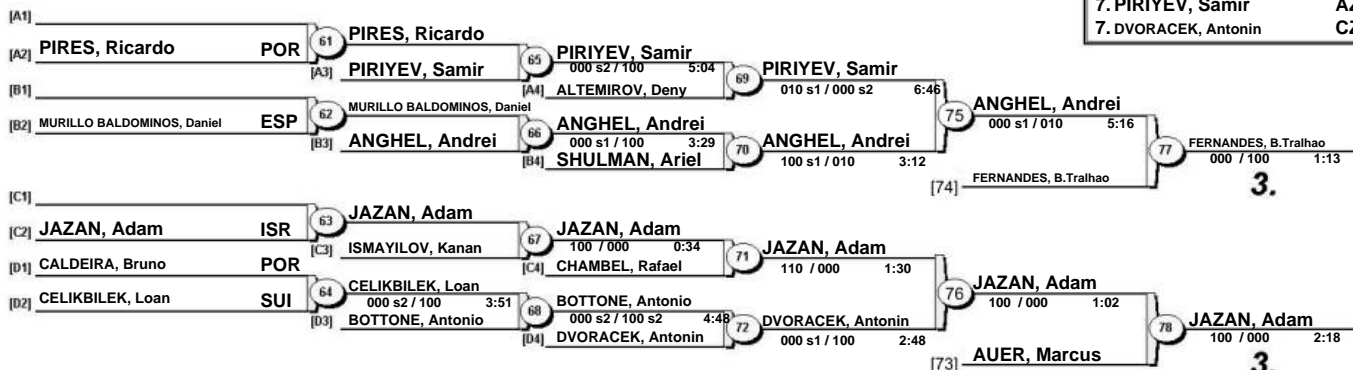 7. PIRIYEV, Samir
7. DVORACEK, Antonin
[A1]
[A2] PIRES, Ricardo POR
[B1]
[B2] MURILLO BALDOMINOS, Daniel ESP
61 PIRES, Ricardo
[A3] PIRIYEV, Samir
62 MURILLO BALDOMINOS, Daniel
[B3] ANGHEL, Andrei
65 PIRIYEV, Samir
000 s2 / 100 5:04
[A4] ALTEMIROV, Deny
66 ANGHEL, Andrei
000 s1 / 100 3:29
[B4] SHULMAN, Ariel
69 PIRIYEV, Samir
010 s1 / 000 s2 6:46
70 ANGHEL, Andrei
100 s1 / 010 3:12
75 ANGHEL, Andrei
000 s1 / 010 5:16
[74] FERNANDES, B.Tralhao
77 FERNANDES, B.Tralhao
000 / 100 1:13
3.
[C1]
[C2] JAZAN, Adam ISR
[D1] CALDEIRA, Bruno POR
[D2] CELIKBILEK, Loan SUI
63 JAZAN, Adam
[C3] ISMAYILOV, Kanan
64 CELIKBILEK, Loan
000 s2 / 100 3:51
[D3] BOTTONE, Antonio
67 JAZAN, Adam
100 / 000 0:34
[C4] CHAMBEL, Rafael
68 BOTTONE, Antonio
000 s2 / 100 s2 4:48
[D4] DVORACEK, Antonin
71 JAZAN, Adam
110 / 000 1:30
72 DVORACEK, Antonin
000 s1 / 100 2:48
76 JAZAN, Adam
100 / 000 1:02
[73] AUER, Marcus
78 JAZAN, Adam
100 / 000 2:18
3.